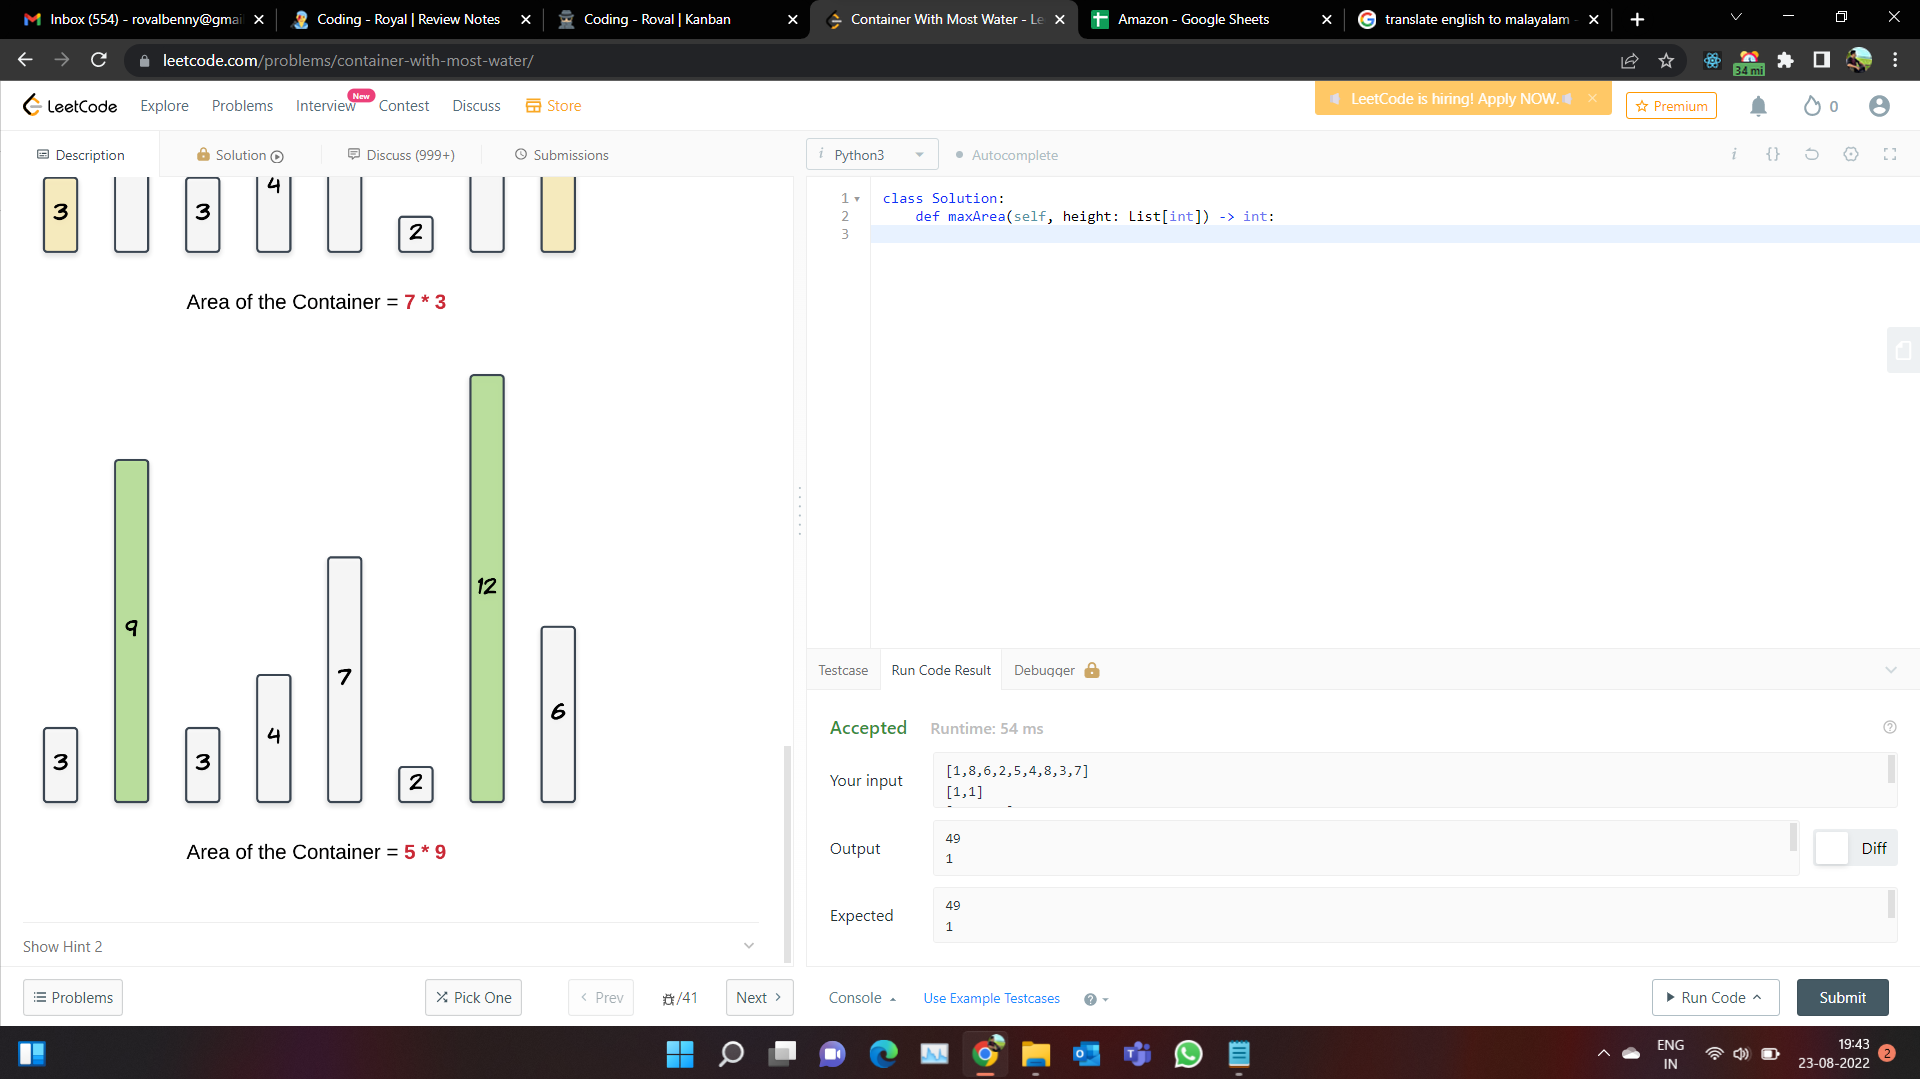 Inbox (554) - rovalbenny@gmai
Coding - Royal | Review Notes
Coding - Roval | Kanban
Container With Most Water - Le
Amazon - Google Sheets
translate english to malayalam -
leetcode.com/problems/container-with-most-water/
34 mi
LeetCode
Explore
Problems
Interview
New
Contest
Discuss
Store
LeetCode is hiring! Apply NOW.
Premium
0
Description
Solution
Discuss (999+)
Submissions
i
Python3
Autocomplete
i
{}
3
3
4
2
Area of the Container = 7 * 3
9
12
7
6
4
3
3
2
Area of the Container = 5 * 9
Show Hint 2
1
class Solution:
2
def maxArea(self, height: List[int]) -> int:
3
Testcase
Run Code Result
Debugger
Accepted
Runtime: 54 ms
Your input
[1,8,6,2,5,4,8,3,7]
[1,1]
Output
49
1
Diff
Expected
49
1
Problems
Pick One
Prev
/41
Next
Console
Use Example Testcases
Run Code
Submit
ENG
IN
19:43
23-08-2022
2